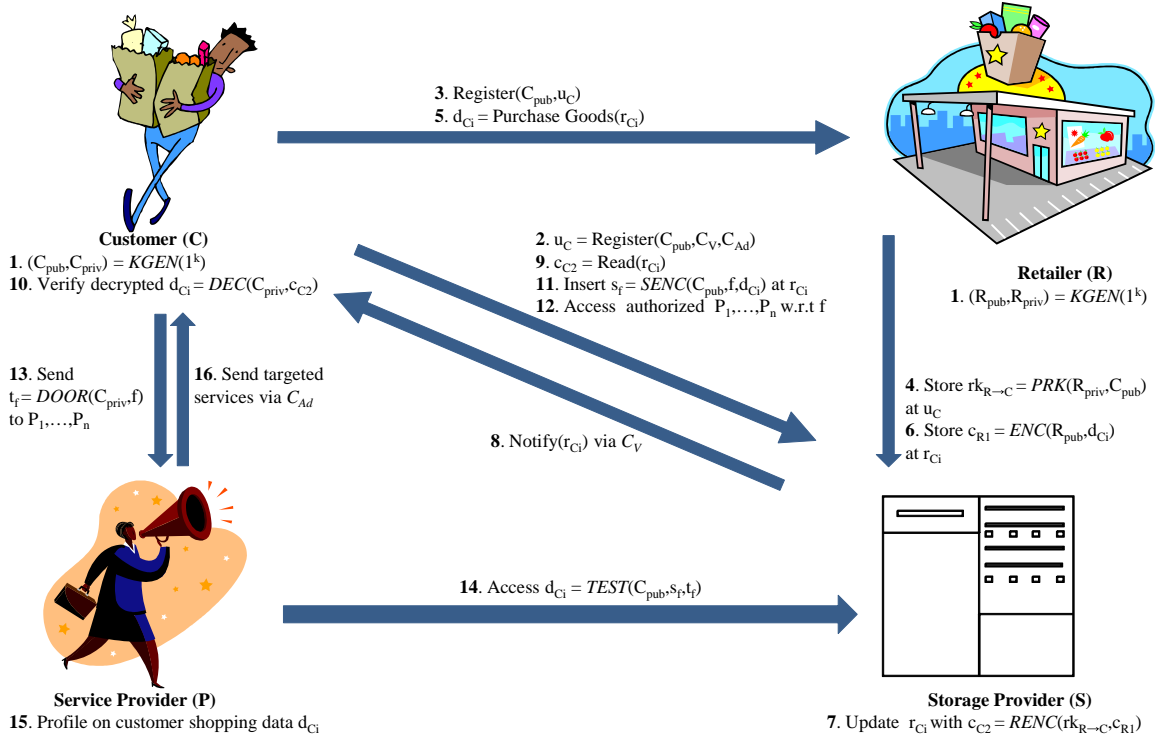 3. Register(C_pub,u_C)
5. d_Ci = Purchase Goods(r_Ci)
Customer (C)
1. (C_pub,C_priv) = KGEN(1^k)
10. Verify decrypted d_Ci = DEC(C_priv,c_C2)
2. u_C = Register(C_pub,C_V,C_Ad)
9. c_C2 = Read(r_Ci)
11. Insert s_f = SENC(C_pub,f,d_Ci) at r_Ci
12. Access authorized P_1,…,P_n w.r.t f
Retailer (R)
1. (R_pub,R_priv) = KGEN(1^k)
13. Send
t_f = DOOR(C_priv,f)
to P_1,…,P_n
16. Send targeted
services via C_Ad
8. Notify(r_Ci) via C_V
4. Store rk_R→C = PRK(R_priv,C_pub)
at u_C
6. Store c_R1 = ENC(R_pub,d_Ci)
at r_Ci
14. Access d_Ci = TEST(C_pub,s_f,t_f)
Service Provider (P)
15. Profile on customer shopping data d_Ci
Storage Provider (S)
7. Update r_Ci with c_C2 = RENC(rk_R→C,c_R1)